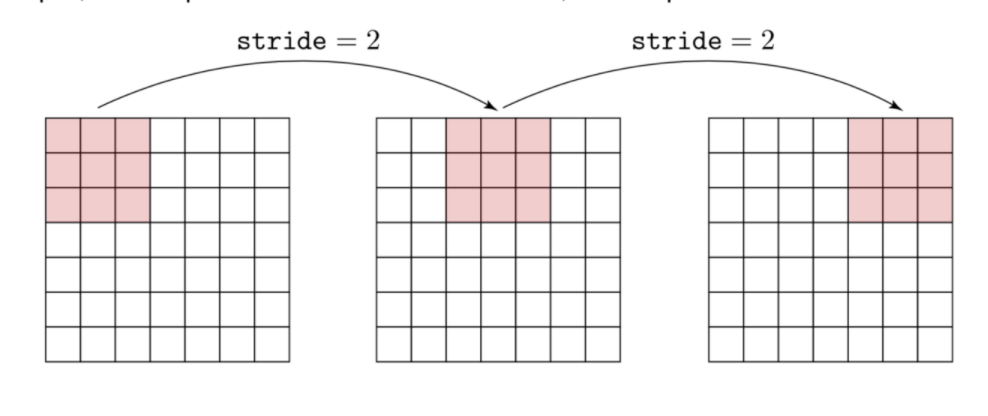 stride = 2
stride = 2